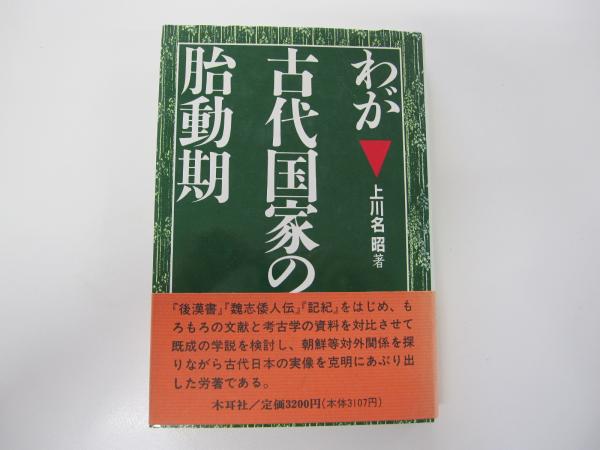 わが
古代国家の
胎動期
上川名 昭 著
『後漢書』『魏志倭人伝』『記紀』をはじめ、も
ろもろの文献と考古学の資料を対比させて
既成の学説を検討し、朝鮮等対外関係を探
りながら古代日本の実像を克明にあぶり出
した労著である。
木耳社/定価3200円(本体3107円)